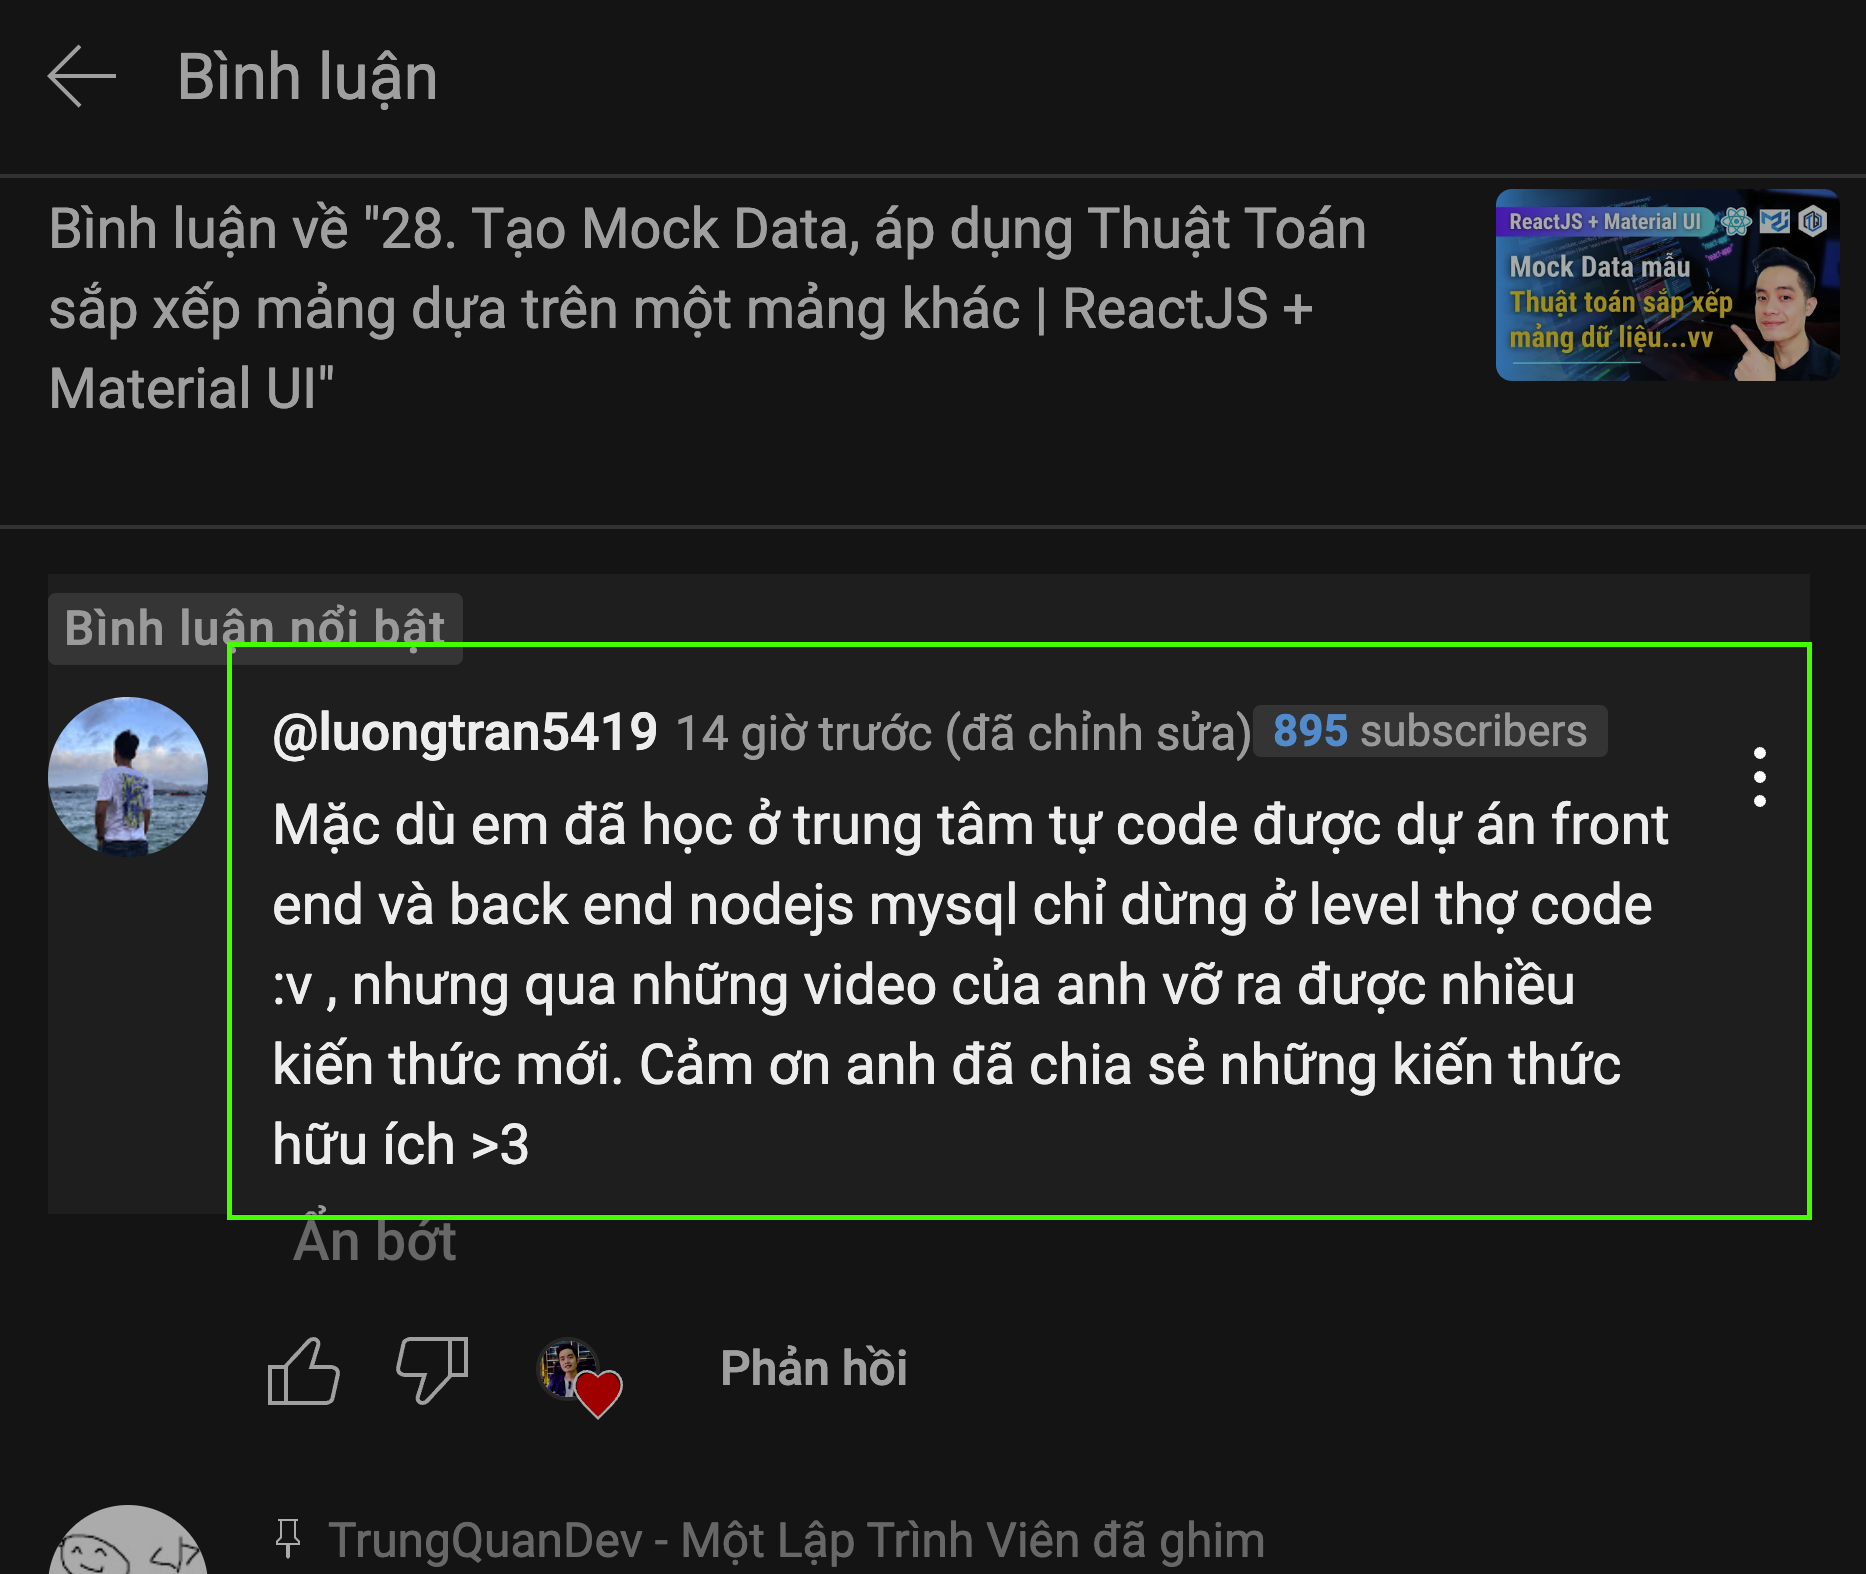 Bình luận
Bình luận về "28. Tạo Mock Data, áp dụng Thuật Toán
sắp xếp mảng dựa trên một mảng khác | ReactJS +
Material UI"
ReactJS + Material UI
Mock Data mẫu
Thuật toán sắp xếp
mảng dữ liệu...vv
Bình luận nổi bật
@luongtran5419 14 giờ trước (đã chỉnh sửa) 895 subscribers
Mặc dù em đã học ở trung tâm tự code được dự án front
end và back end nodejs mysql chỉ dừng ở level thợ code
:v , nhưng qua những video của anh vỡ ra được nhiều
kiến thức mới. Cảm ơn anh đã chia sẻ những kiến thức
hữu ích >3
Ẩn bớt
Phản hồi
TrungQuanDev - Một Lập Trình Viên đã ghim